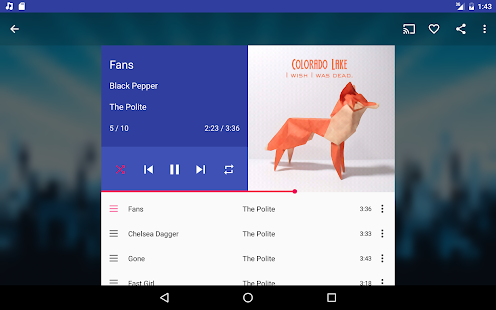 1:43
Fans
Black Pepper
The Polite
5 / 10
2:23 / 3:36
COLORADO LAKE
I WISH I WAS DEAD.
Fans The Polite 3:36
Chelsea Dagger The Polite 3:33
Gone The Polite 3:43
Fast Girl The Polite 3:18